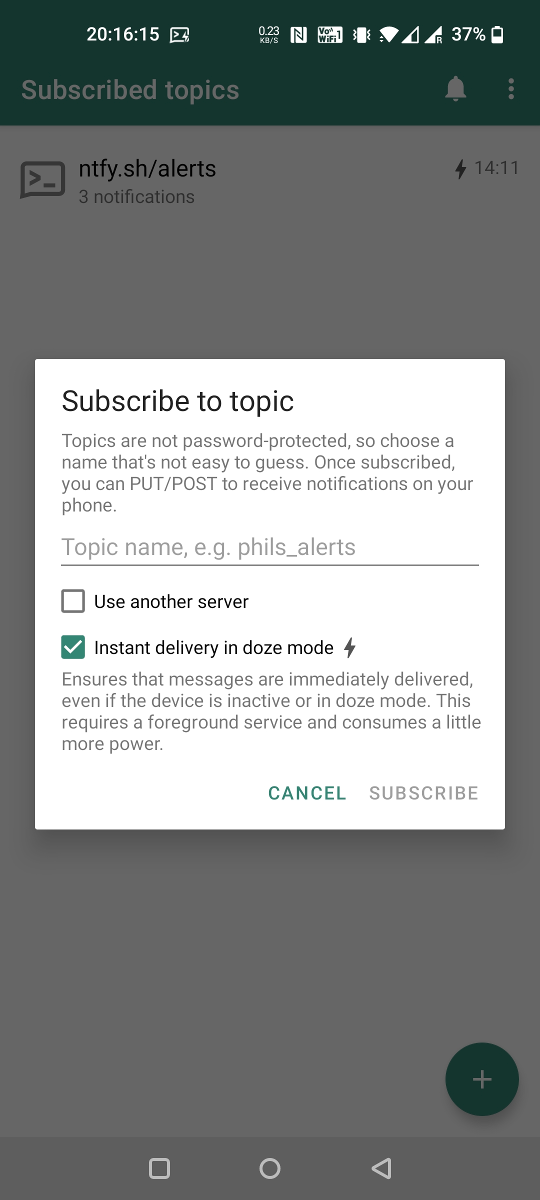 20:16:15 0.23 KB/S Vo 1 WiFi R 37%
Subscribed topics
ntfy.sh/alerts 14:11
3 notifications
Subscribe to topic
Topics are not password-protected, so choose a
name that's not easy to guess. Once subscribed,
you can PUT/POST to receive notifications on your
phone.
Topic name, e.g. phils_alerts
Use another server
Instant delivery in doze mode
Ensures that messages are immediately delivered,
even if the device is inactive or in doze mode. This
requires a foreground service and consumes a little
more power.
CANCEL SUBSCRIBE